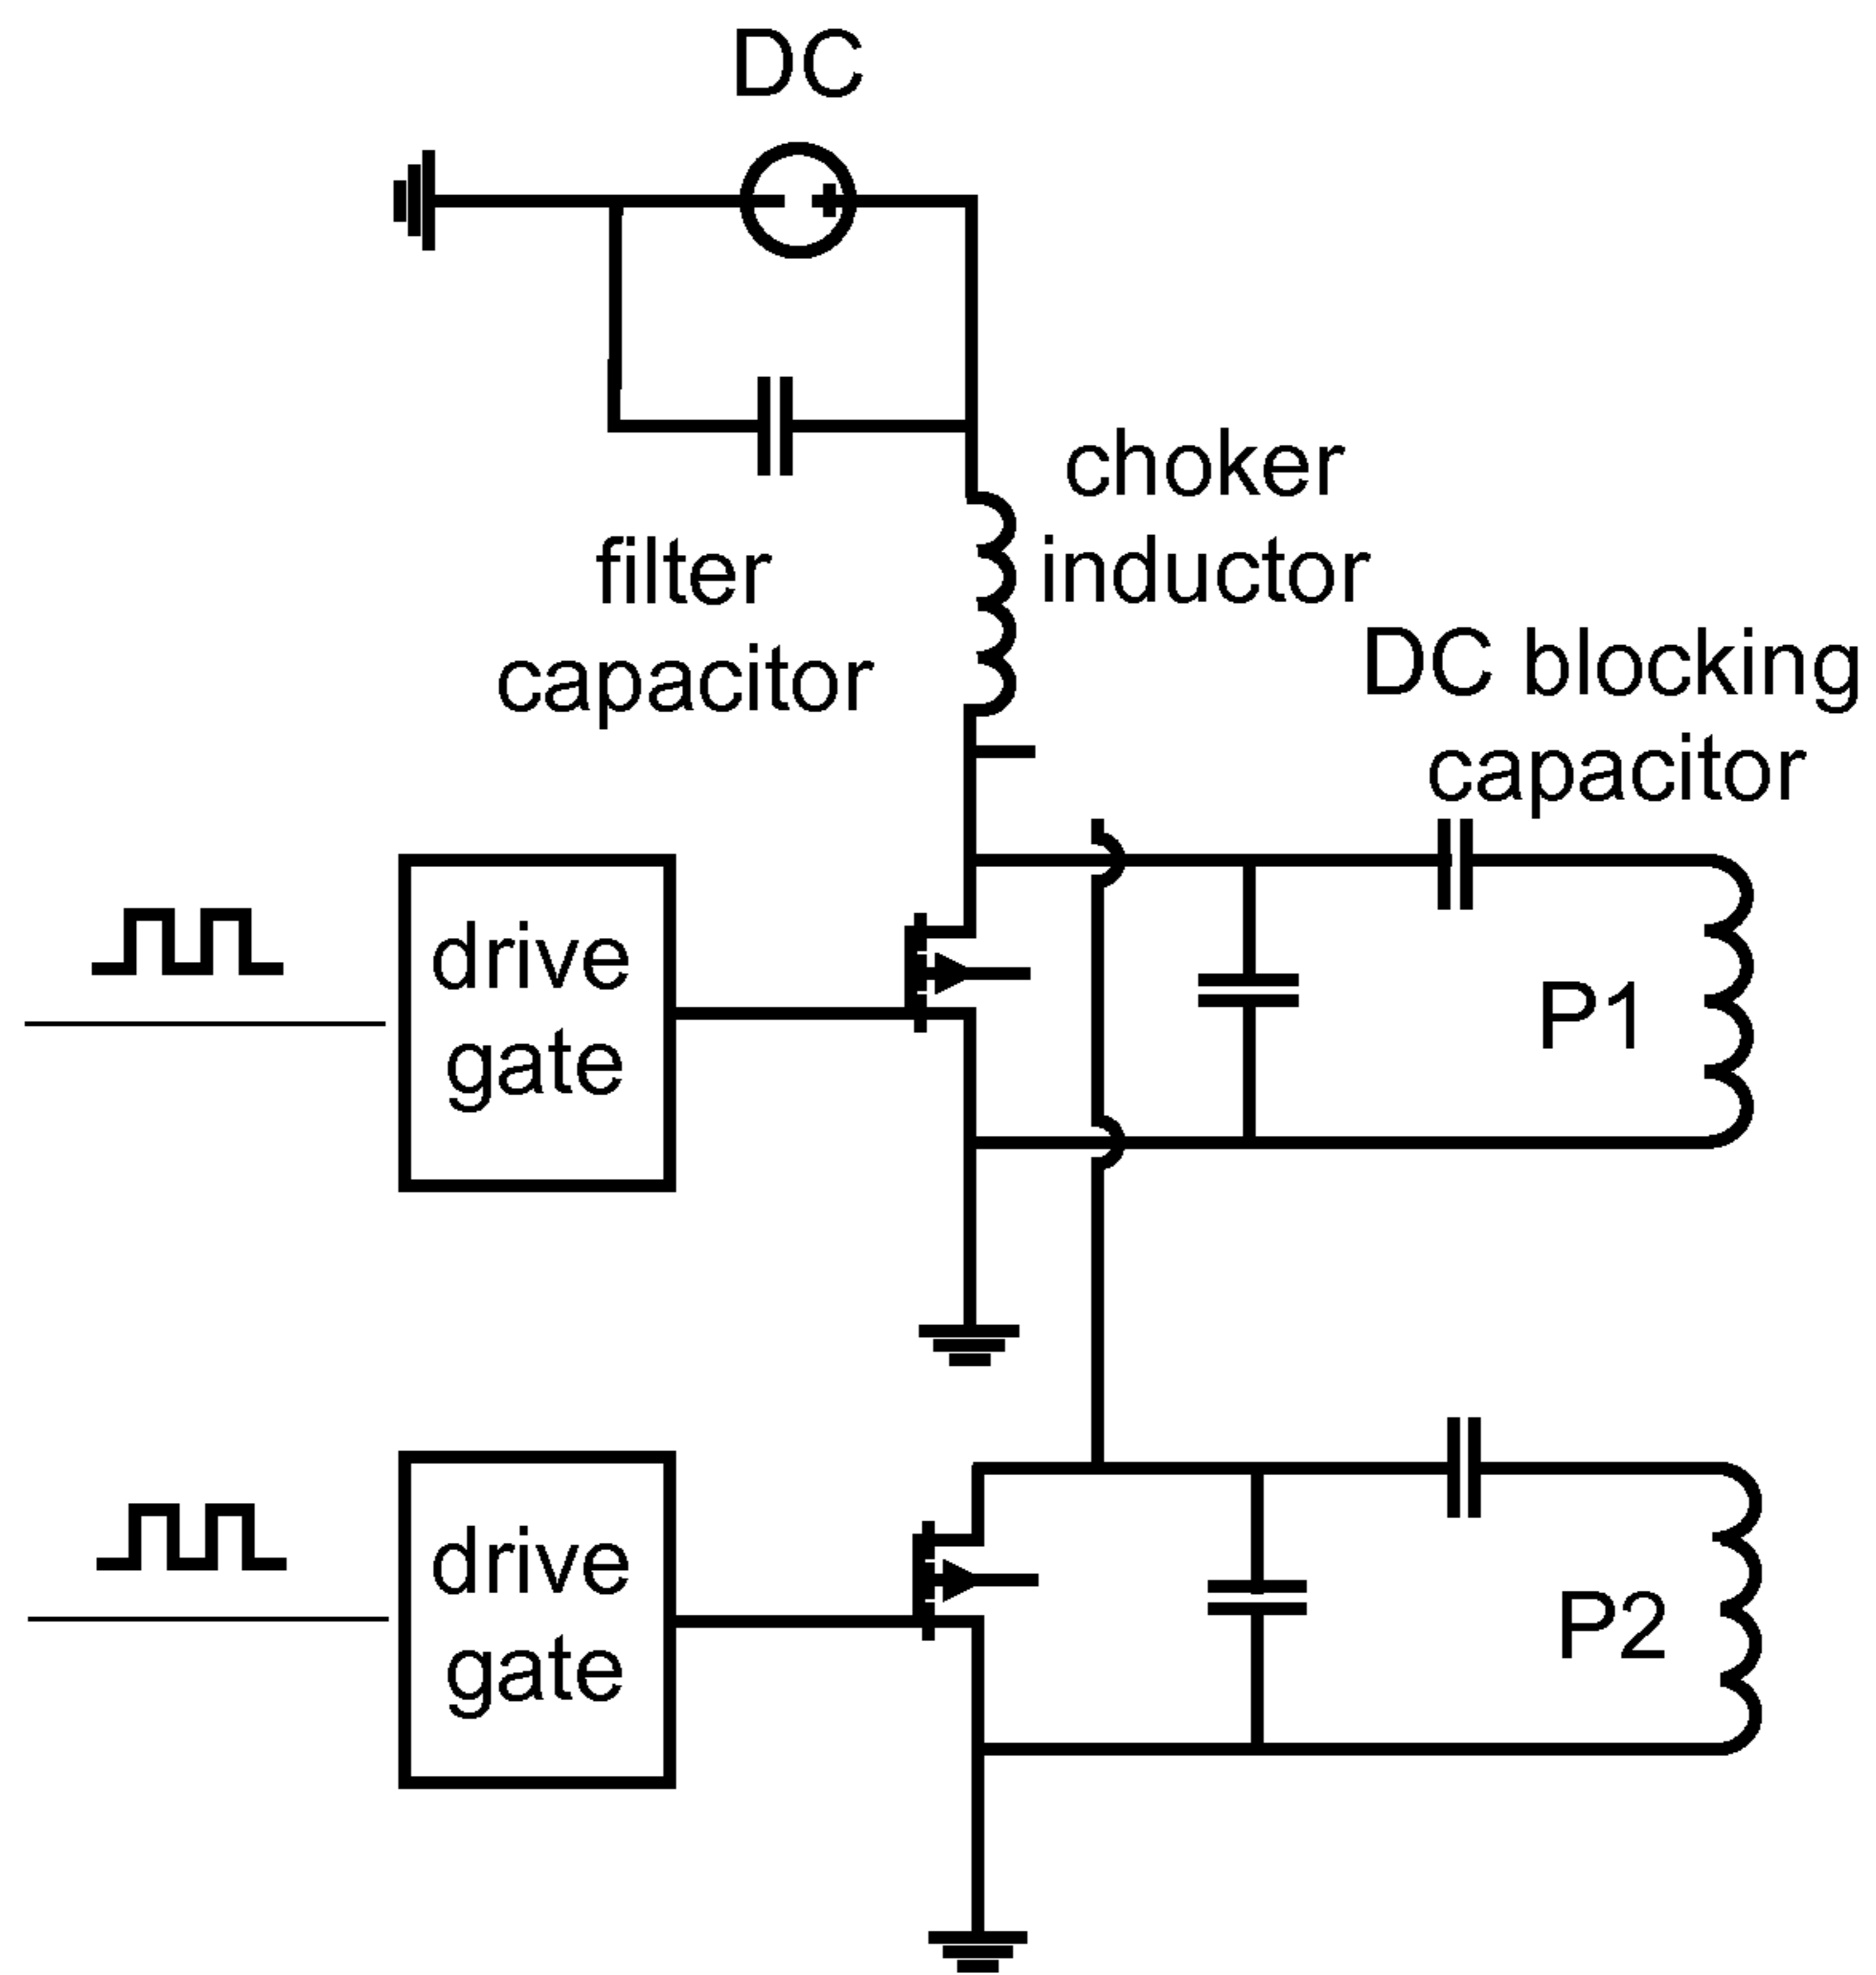 DC
choker
inductor
filter
capacitor
DC blocking
capacitor
drive
gate
P1
drive
gate
P2